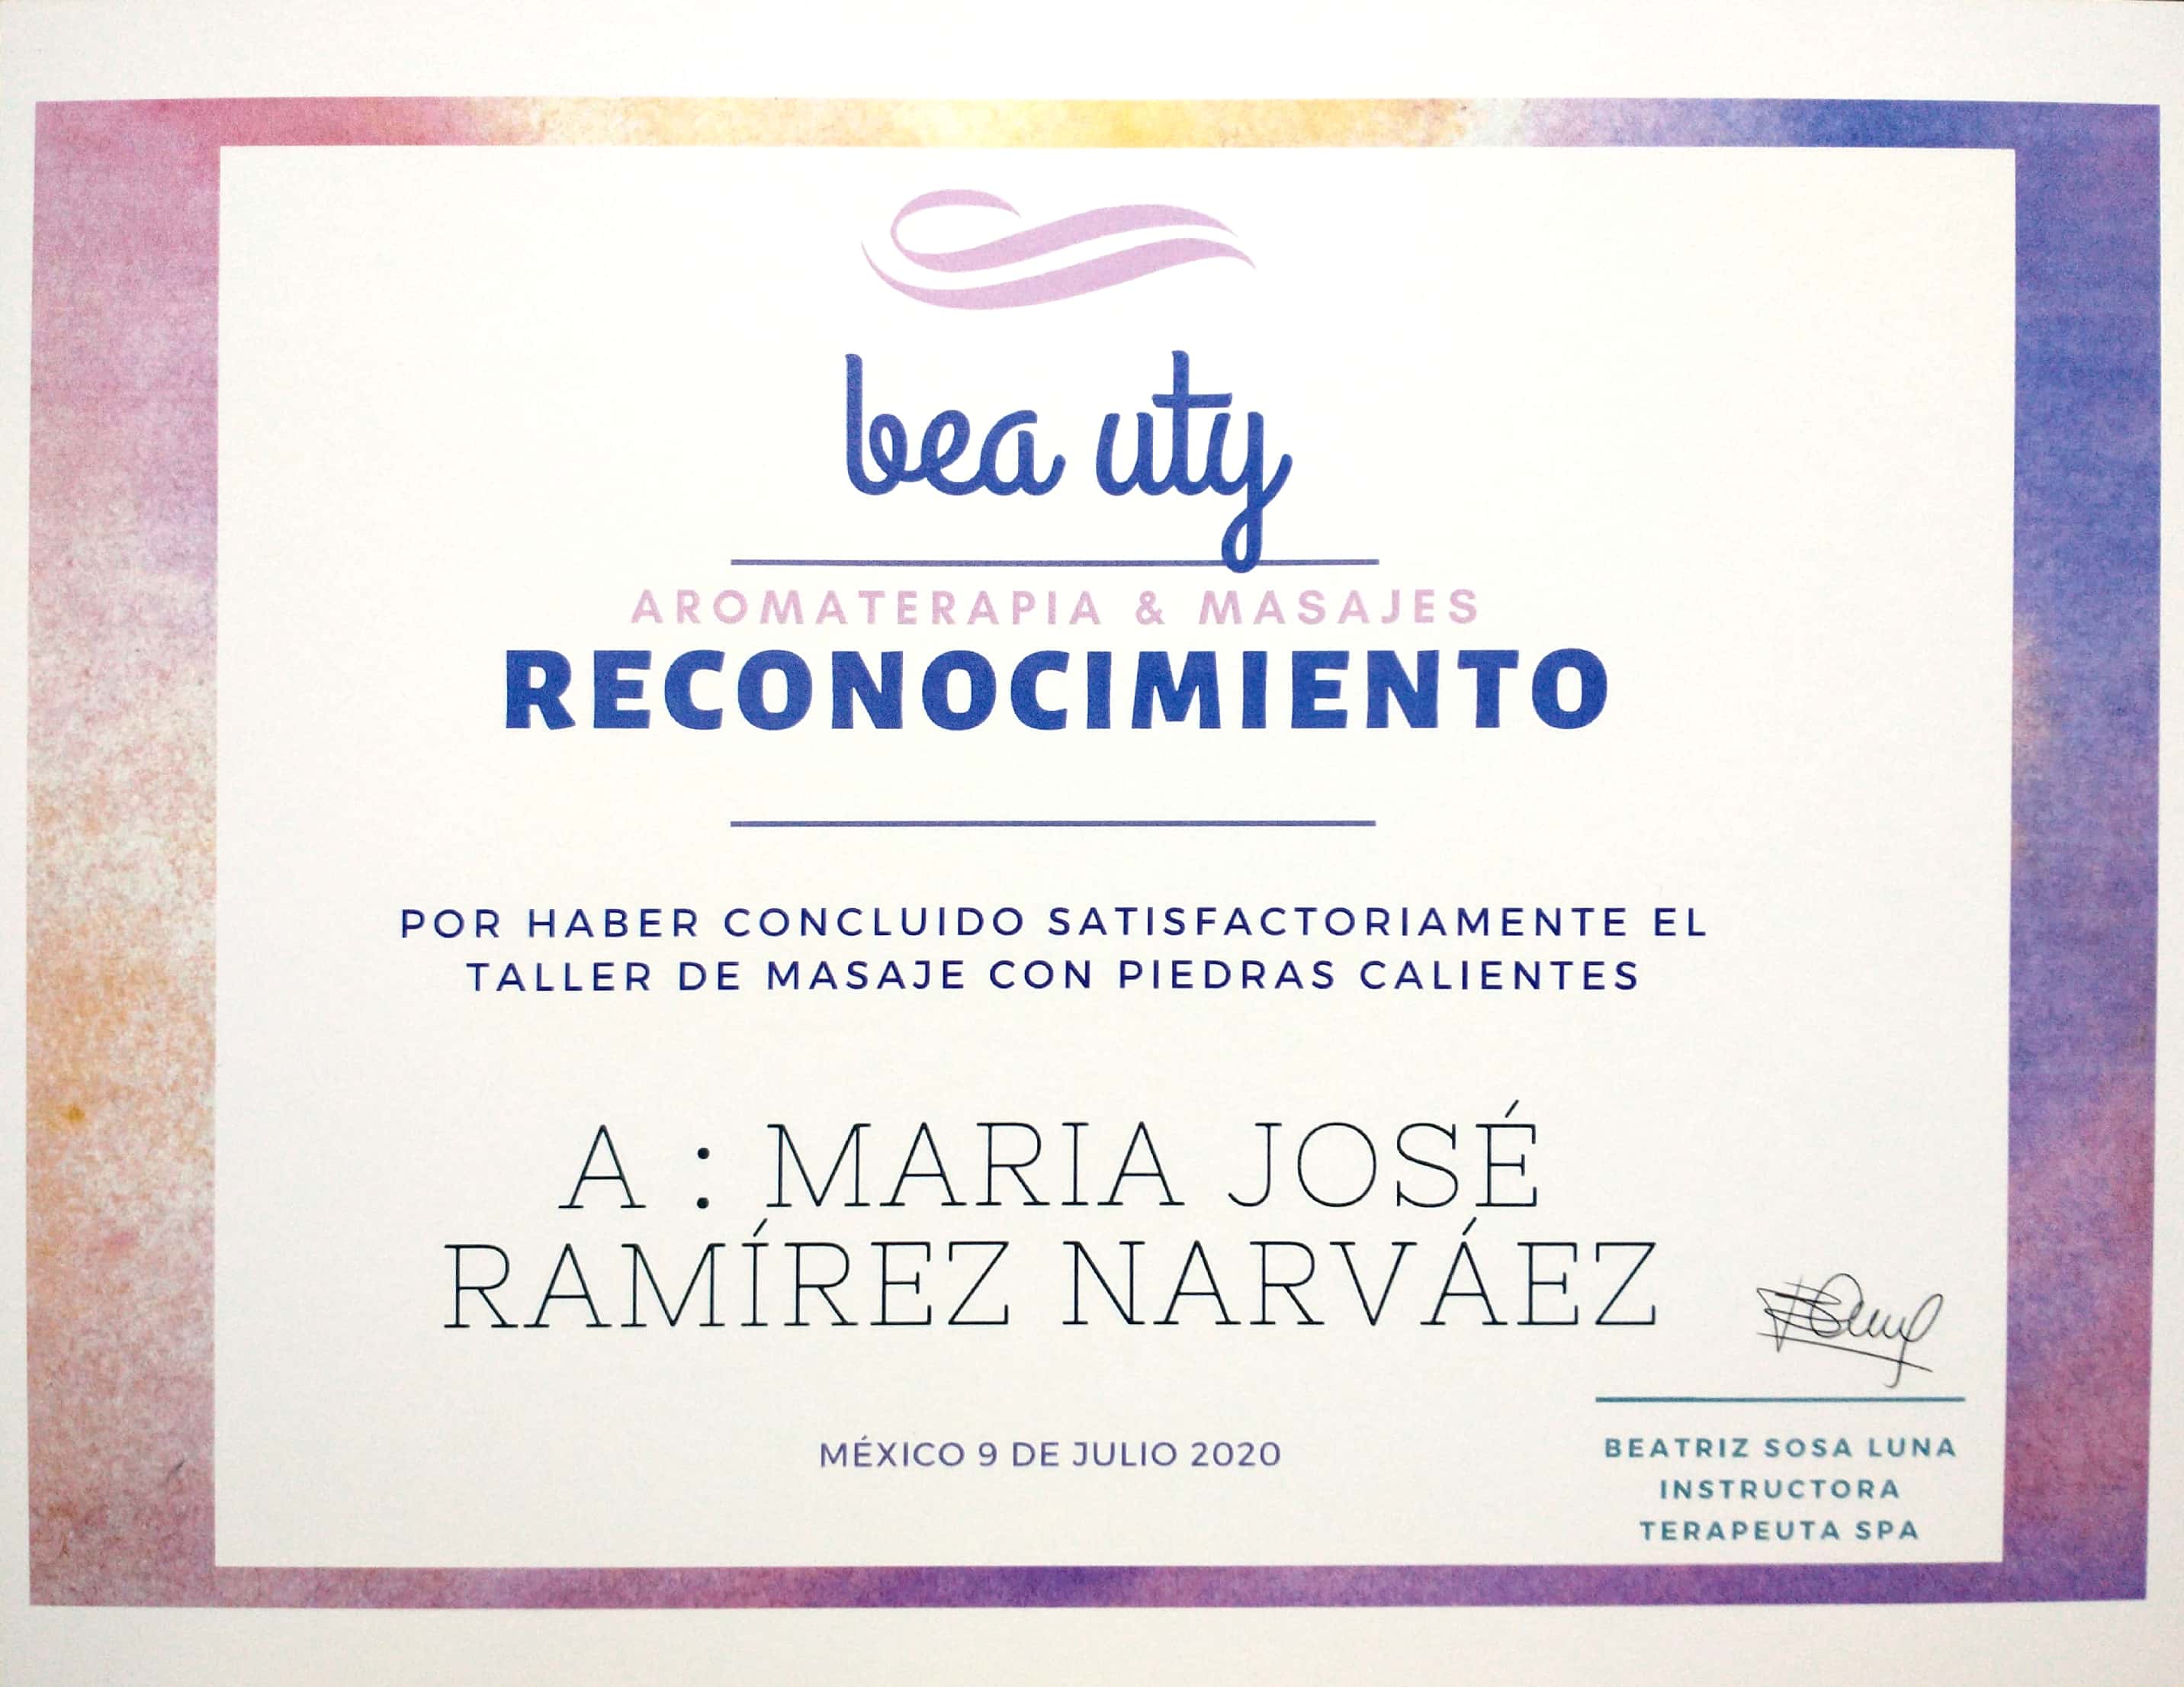 bea uty
AROMATERAPIA & MASAJES
RECONOCIMIENTO
POR HABER CONCLUIDO SATISFACTORIAMENTE EL
TALLER DE MASAJE CON PIEDRAS CALIENTES
A : MARIA JOSÉ
RAMÍREZ NARVÁEZ
MÉXICO 9 DE JULIO 2020
BEATRIZ SOSA LUNA
INSTRUCTORA
TERAPEUTA SPA